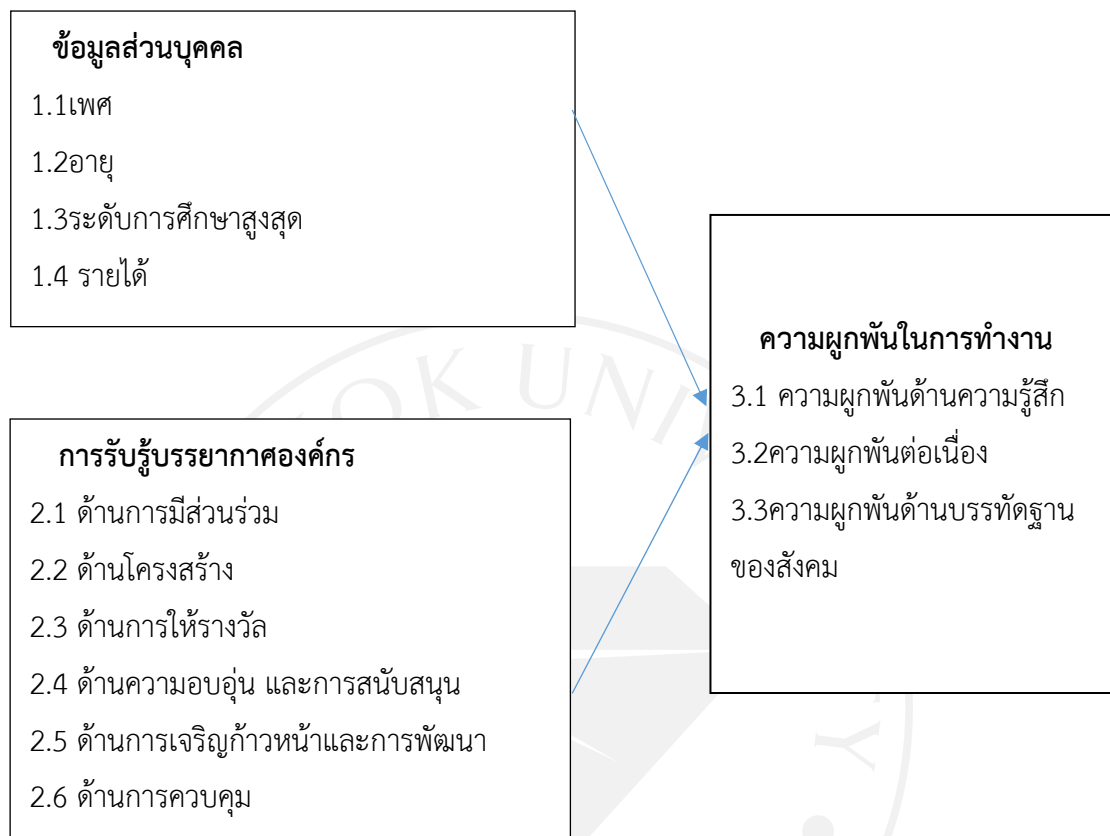 ข้อมูลส่วนบุคคล
1.1เพศ
1.2อายุ
1.3ระดับการศึกษาสูงสุด
1.4 รายได้
การรับรู้บรรยากาศองค์กร
2.1 ด้านการมีส่วนร่วม
2.2 ด้านโครงสร้าง
2.3 ด้านการให้รางวัล
2.4 ด้านความอบอุ่น และการสนับสนุน
2.5 ด้านการเจริญก้าวหน้าและการพัฒนา
2.6 ด้านการควบคุม
ความผูกพันในการทำงาน
3.1 ความผูกพันด้านความรู้สึก
3.2ความผูกพันต่อเนื่อง
3.3ความผูกพันด้านบรรทัดฐาน
ของสังคม